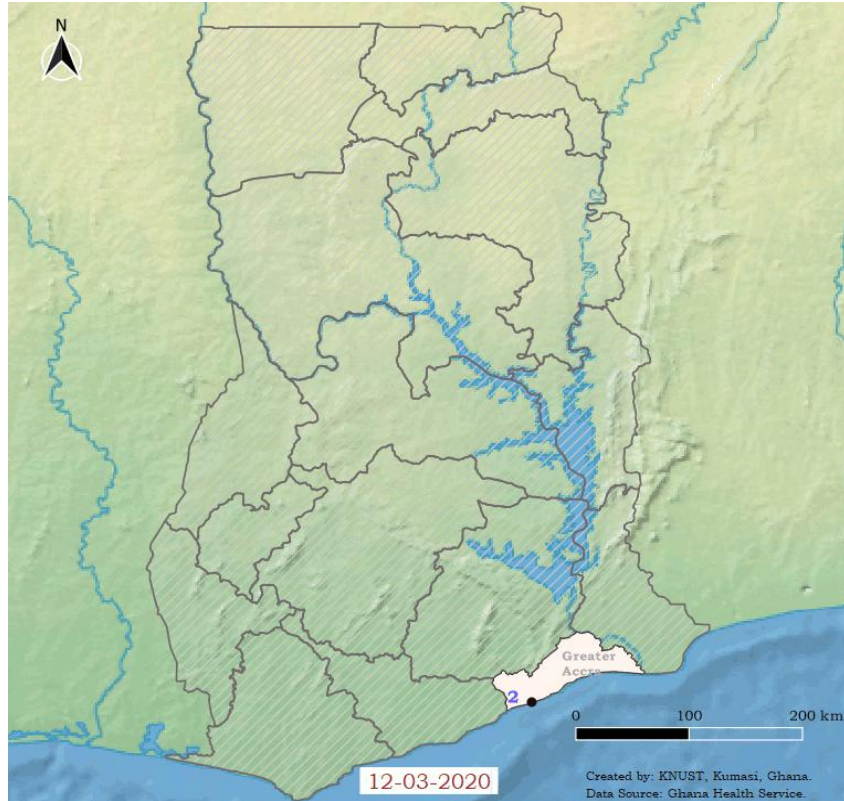 N
Greater
Accra
2
0 100 200 km
12-03-2020
Created by: KNUST, Kumasi, Ghana.
Data Source: Ghana Health Service.